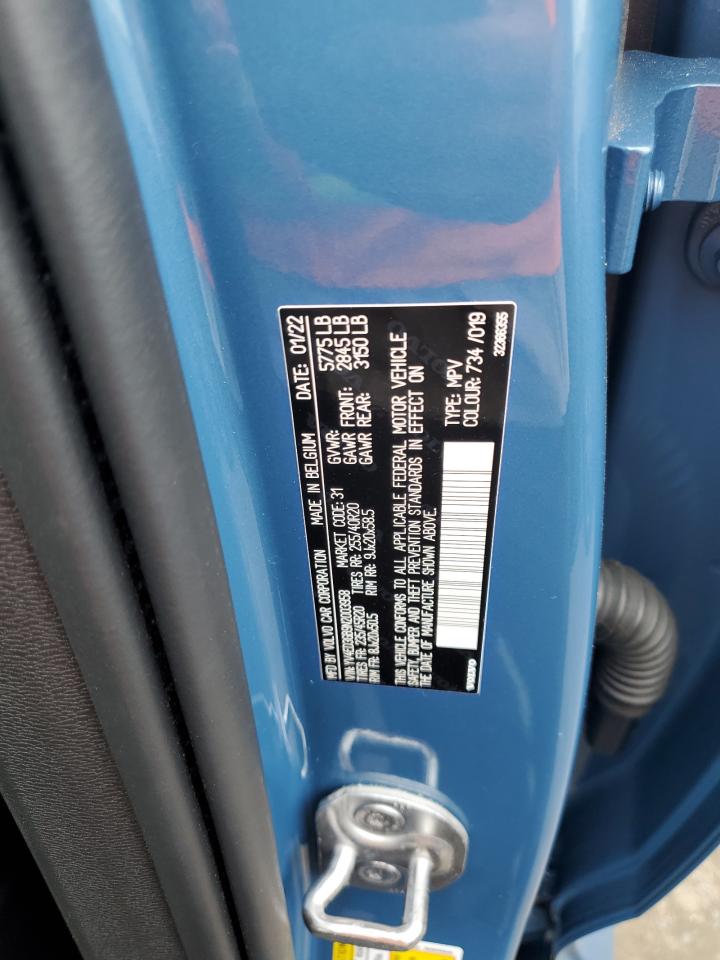 MFD BY VOLVO CAR CORPORATION MADE IN BELGIUM DATE: 01/22
VIN: MARKET CODE: 31 GVWR: 5775 LB
TIRES FR: 235/45R20 TIRES RR: 255/40R20 GAWR FRONT: 2845 LB
RIM FR: 8Jx20x50.5 RIM RR: 9Jx20x58.5 GAWR REAR: 3150 LB
THIS VEHICLE CONFORMS TO ALL APPLICABLE FEDERAL MOTOR VEHICLE
SAFETY, BUMPER AND THEFT PREVENTION STANDARDS IN EFFECT ON
THE DATE OF MANUFACTURE SHOWN ABOVE.
TYPE: MPV
COLOUR: 734 /019
VOLVO 32366355